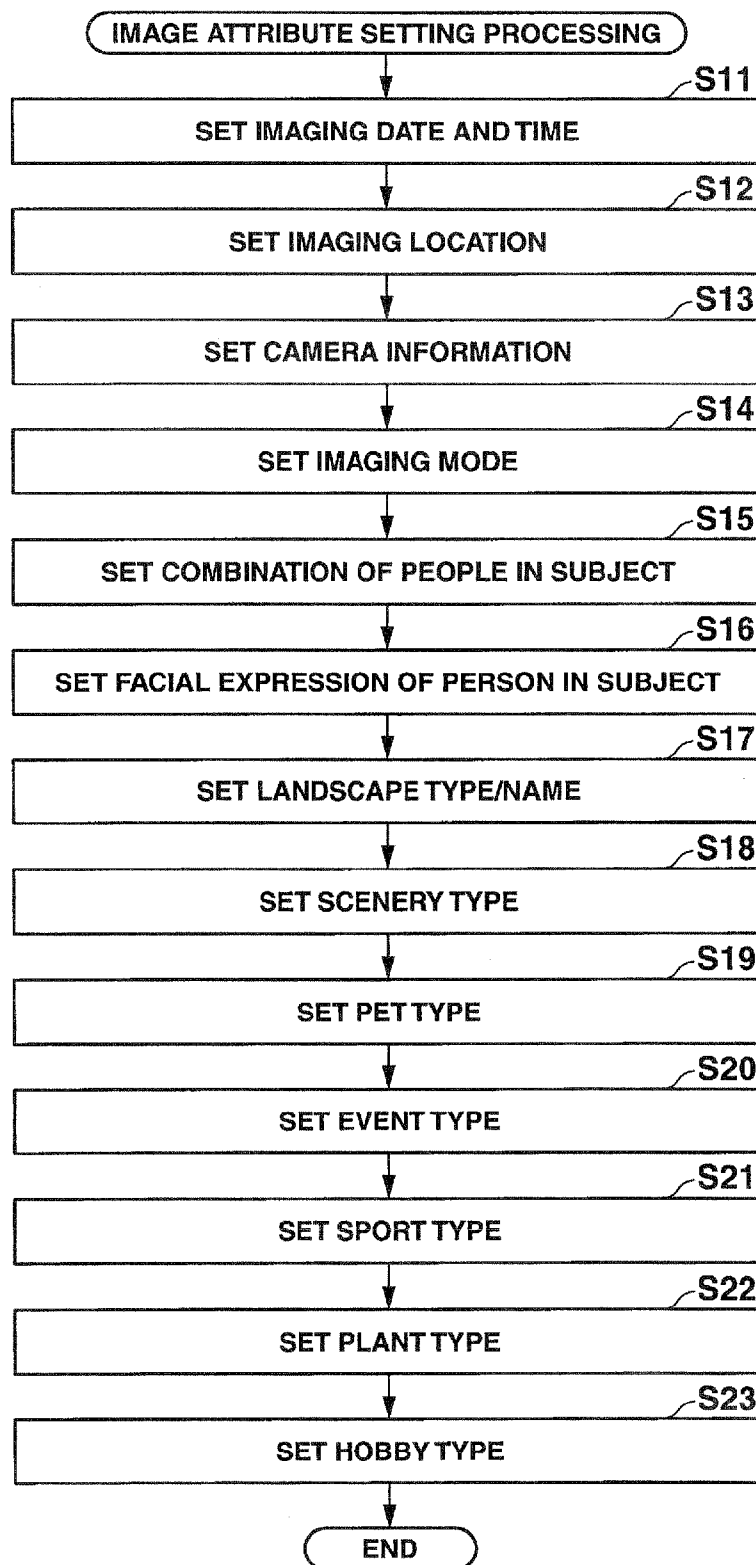 IMAGE ATTRIBUTE SETTING PROCESSING
S11
SET IMAGING DATE AND TIME
S12
SET IMAGING LOCATION
S13
SET CAMERA INFORMATION
S14
SET IMAGING MODE
S15
SET COMBINATION OF PEOPLE IN SUBJECT
S16
SET FACIAL EXPRESSION OF PERSON IN SUBJECT
S17
SET LANDSCAPE TYPE/NAME
S18
SET SCENERY TYPE
S19
SET PET TYPE
S20
SET EVENT TYPE
S21
SET SPORT TYPE
S22
SET PLANT TYPE
S23
SET HOBBY TYPE
END